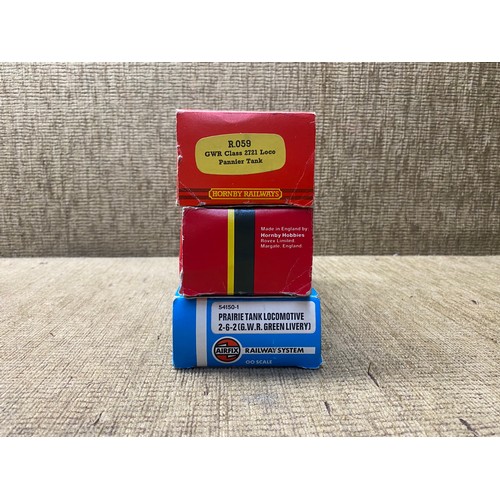 R.059
GWR Class 2721 Loco
Pannier Tank
HORNBY RAILWAYS
Made in England by
Hornby Hobbies
Rovex Limited,
Margate, England.
54150-1
PRAIRIE TANK LOCOMOTIVE
2-6-2(G.W.R. GREEN LIVERY)
AIRFIX
RAILWAY SYSTEM
OO SCALE